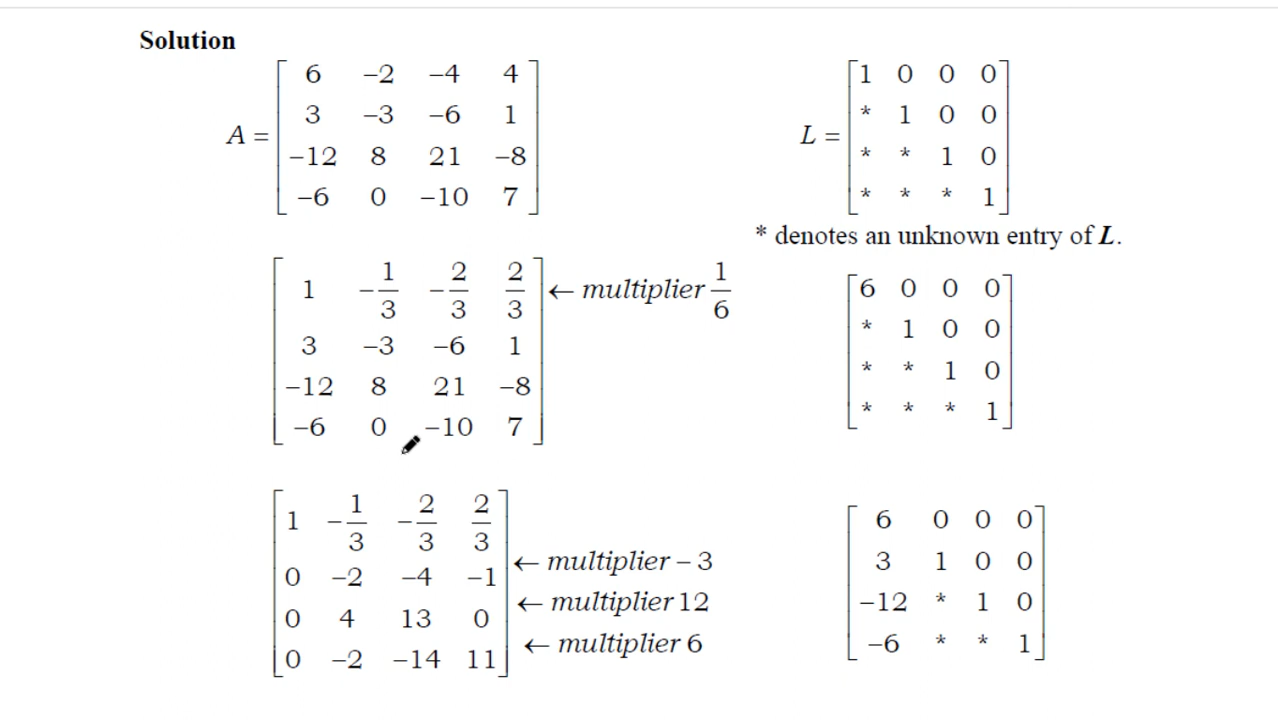 Solution
A = [ 6 −2 −4 4
3 −3 −6 1
−12 8 21 −8
−6 0 −10 7 ]
L = [ 1 0 0 0
* 1 0 0
* * 1 0
* * * 1 ]
* denotes an unknown entry of L.
[ 1 −1/3 −2/3 2/3 ← multiplier 1/6
3 −3 −6 1
−12 8 21 −8
−6 0 −10 7 ]
[ 6 0 0 0
* 1 0 0
* * 1 0
* * * 1 ]
[ 1 −1/3 −2/3 2/3
0 −2 −4 −1 ← multiplier − 3
0 4 13 0 ← multiplier 12
0 −2 −14 11 ] ← multiplier 6
[ 6 0 0 0
3 1 0 0
−12 * 1 0
−6 * * 1 ]